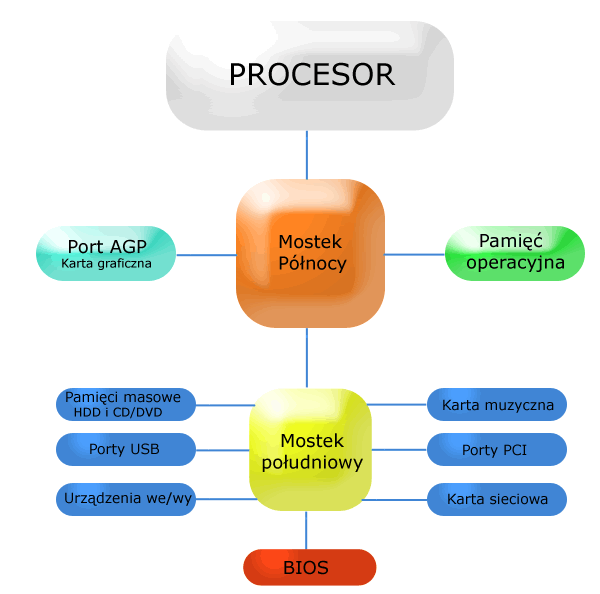 PROCESOR
Port AGP
Karta graficzna
Mostek
Północy
Pamięć
operacyjna
Pamięci masowe
HDD i CD/DVD
Porty USB
Urządzenia we/wy
Mostek
południowy
Karta muzyczna
Porty PCI
Karta sieciowa
BIOS